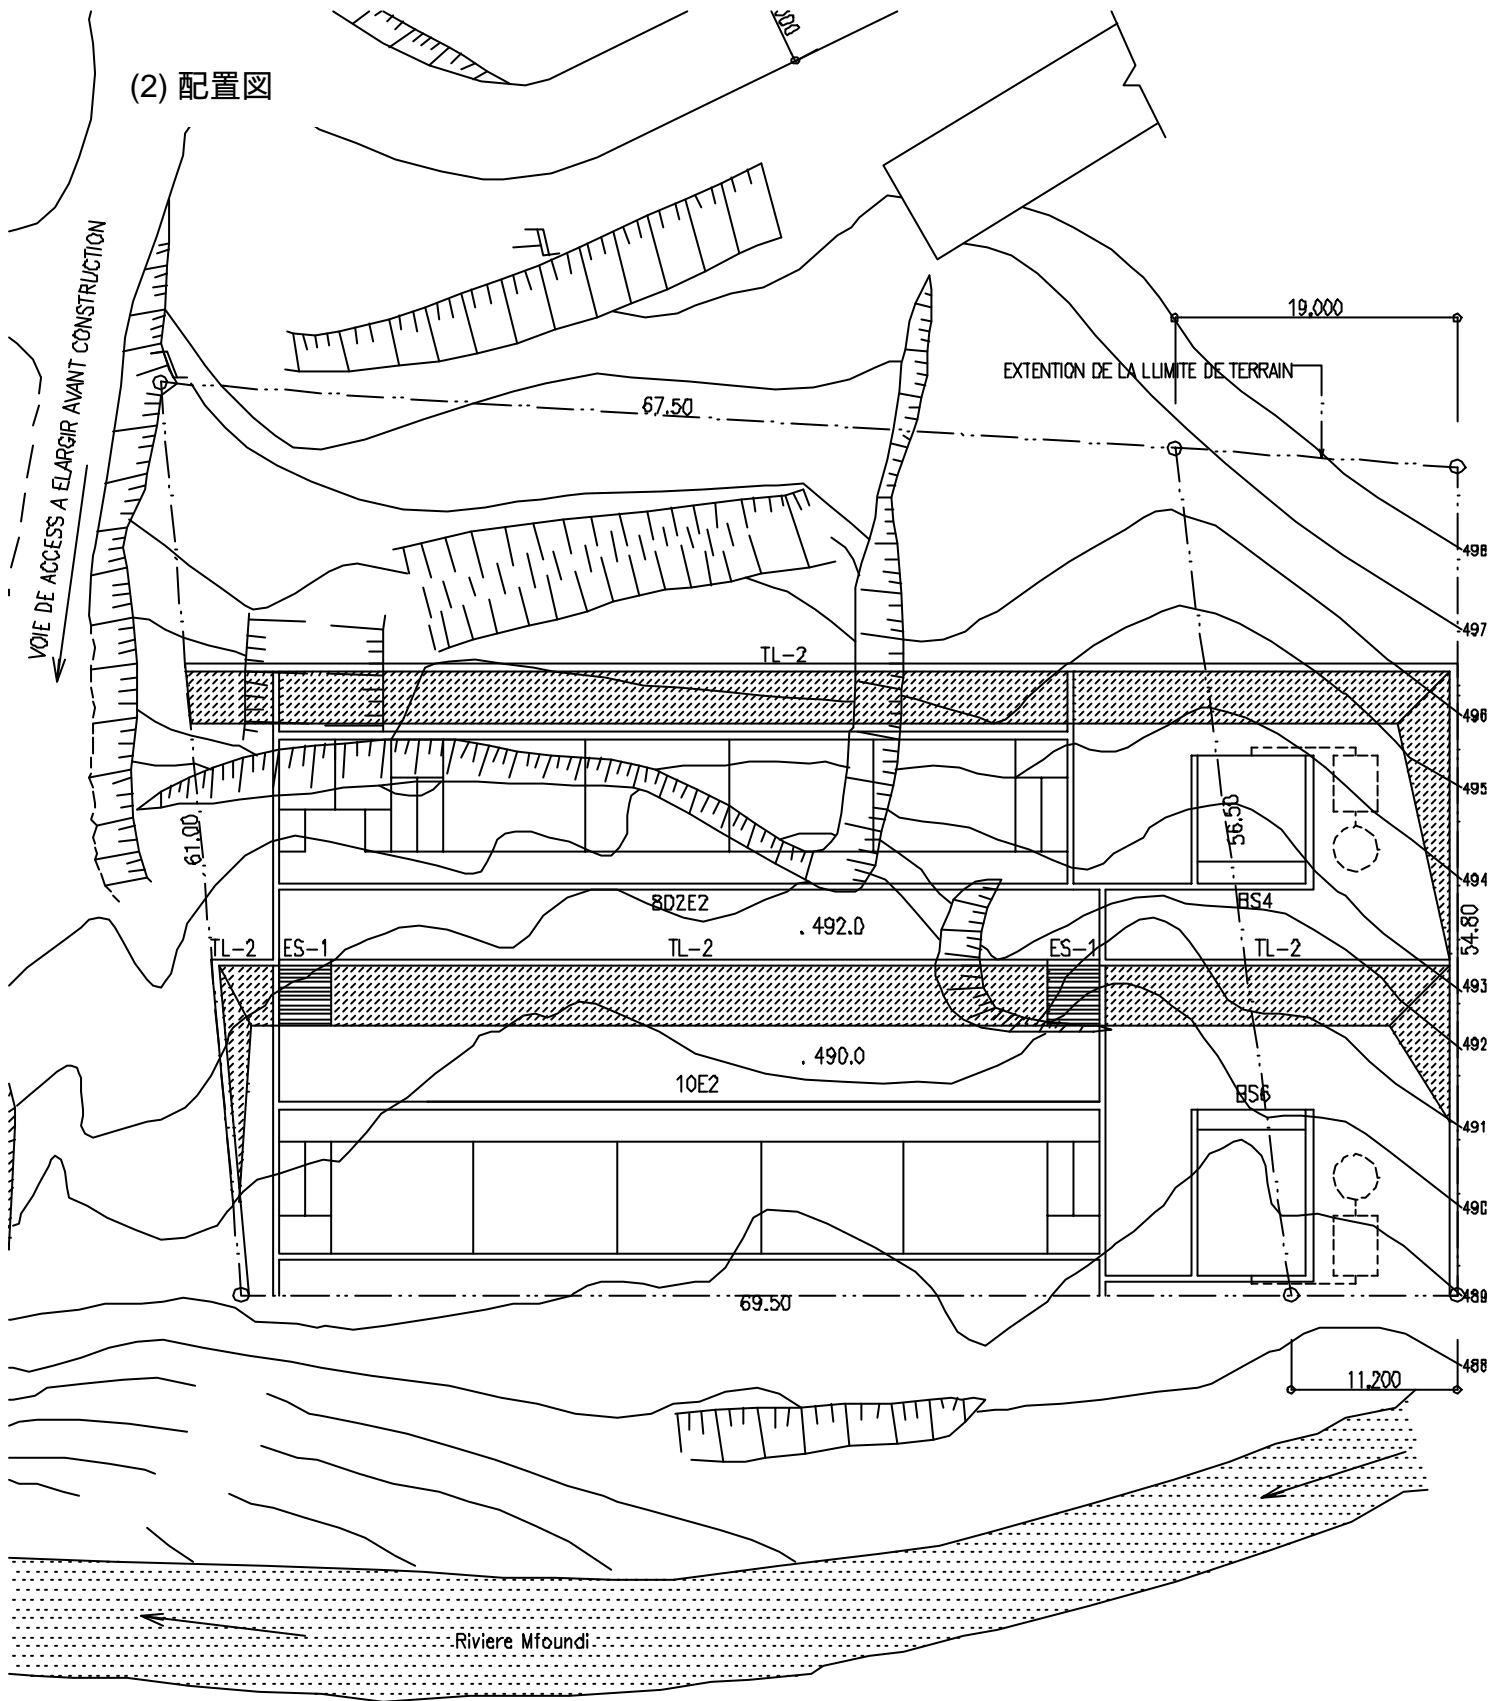 (2) 配置図
VOIE DE ACCESS A ELARGIR AVANT CONSTRUCTION
19.000
EXTENTION DE LA LLIMITE DE TERRAIN
67.50
498
497
TL-2
496
495
61.00
56.50
494
8D2E2
BS4
. 492.0
54.80
TL-2
ES-1
TL-2
ES-1
TL-2
493
492
. 490.0
10E2
BS6
491
490
69.50
489
488
11.200
Riviere Mfoundi